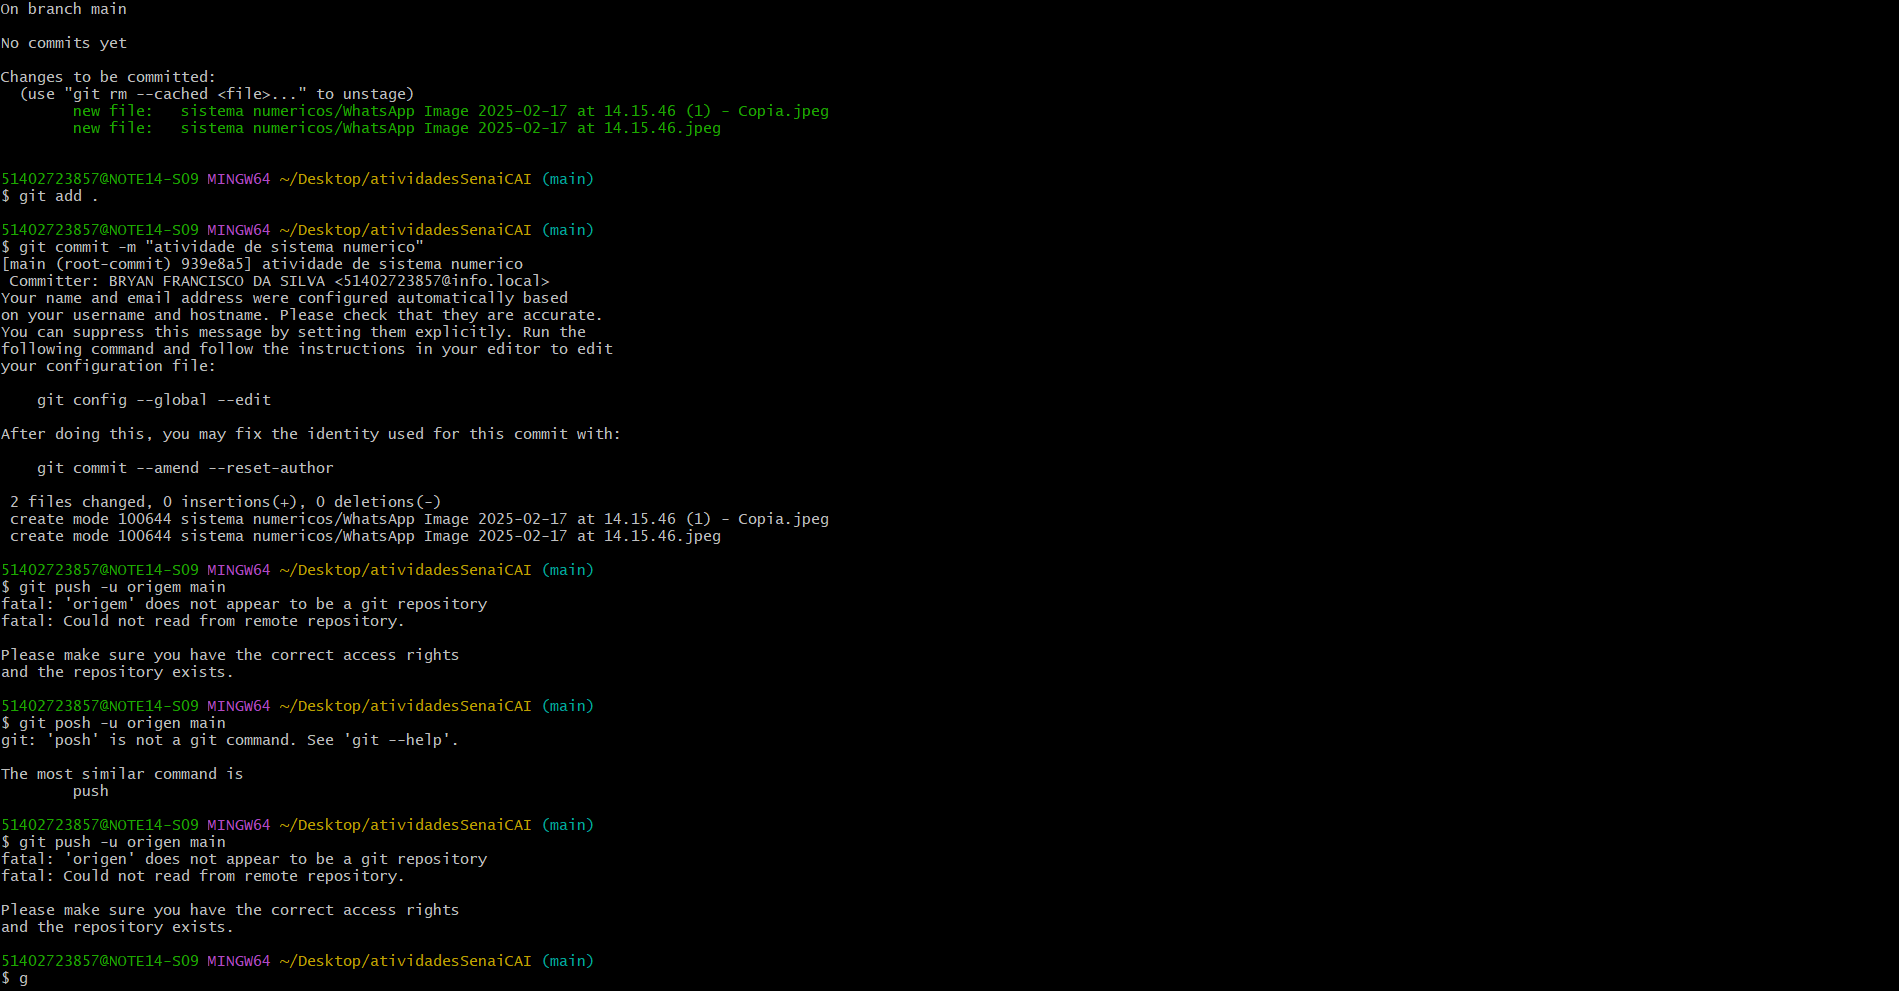 On branch main
No commits yet
Changes to be committed:
  (use "git rm --cached <file>..." to unstage)
        new file:   sistema numericos/WhatsApp Image 2025-02-17 at 14.15.46 (1) - Copia.jpeg
        new file:   sistema numericos/WhatsApp Image 2025-02-17 at 14.15.46.jpeg
51402723857@NOTE14-S09 MINGW64 ~/Desktop/atividadesSenaiCAI (main)
$ git add .
51402723857@NOTE14-S09 MINGW64 ~/Desktop/atividadesSenaiCAI (main)
$ git commit -m "atividade de sistema numerico"
[main (root-commit) 939e8a5] atividade de sistema numerico
 Committer: BRYAN FRANCISCO DA SILVA <51402723857@info.local>
Your name and email address were configured automatically based
on your username and hostname. Please check that they are accurate.
You can suppress this message by setting them explicitly. Run the
following command and follow the instructions in your editor to edit
your configuration file:
    git config --global --edit
After doing this, you may fix the identity used for this commit with:
    git commit --amend --reset-author
 2 files changed, 0 insertions(+), 0 deletions(-)
 create mode 100644 sistema numericos/WhatsApp Image 2025-02-17 at 14.15.46 (1) - Copia.jpeg
 create mode 100644 sistema numericos/WhatsApp Image 2025-02-17 at 14.15.46.jpeg
51402723857@NOTE14-S09 MINGW64 ~/Desktop/atividadesSenaiCAI (main)
$ git push -u origem main
fatal: 'origem' does not appear to be a git repository
fatal: Could not read from remote repository.
Please make sure you have the correct access rights
and the repository exists.
51402723857@NOTE14-S09 MINGW64 ~/Desktop/atividadesSenaiCAI (main)
$ git posh -u origen main
git: 'posh' is not a git command. See 'git --help'.
The most similar command is
        push
51402723857@NOTE14-S09 MINGW64 ~/Desktop/atividadesSenaiCAI (main)
$ git push -u origen main
fatal: 'origen' does not appear to be a git repository
fatal: Could not read from remote repository.
Please make sure you have the correct access rights
and the repository exists.
51402723857@NOTE14-S09 MINGW64 ~/Desktop/atividadesSenaiCAI (main)
$ g